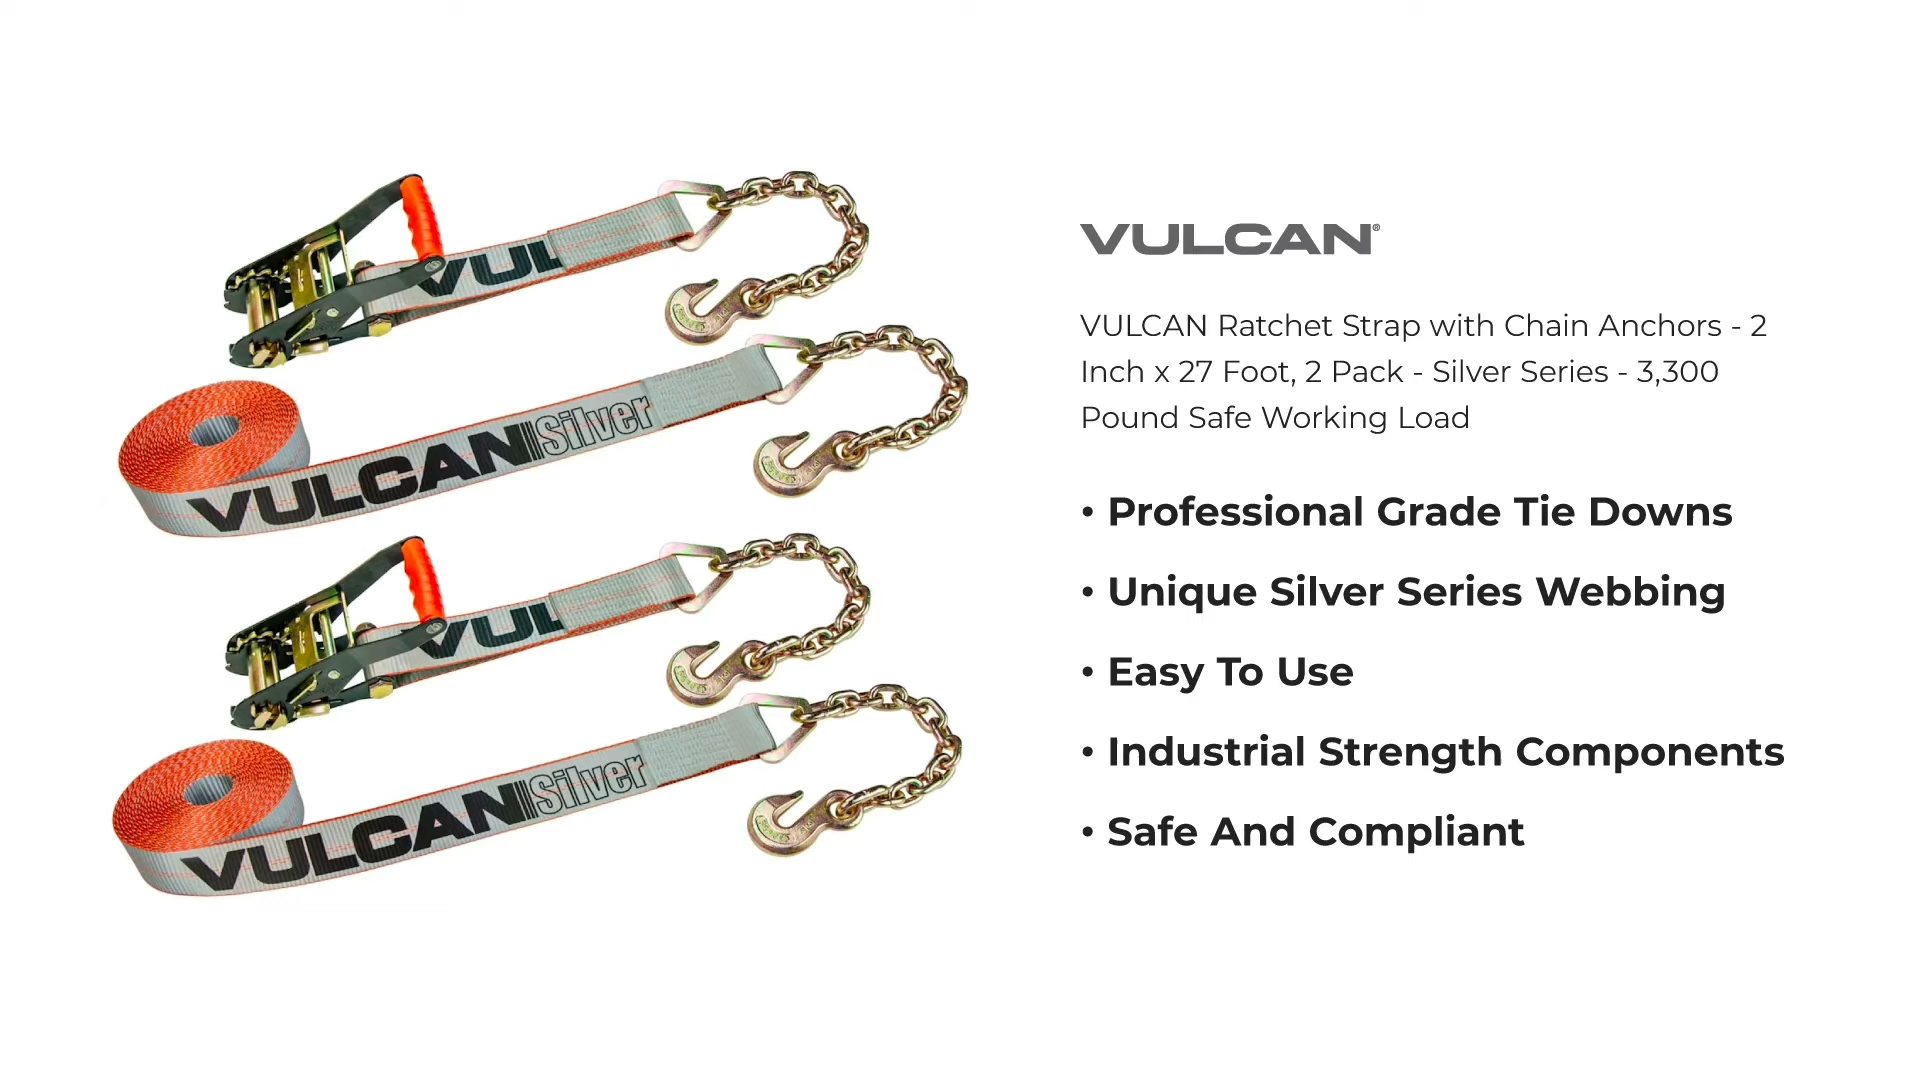 VULCAN®
VULCAN Ratchet Strap with Chain Anchors - 2
Inch x 27 Foot, 2 Pack - Silver Series - 3,300
Pound Safe Working Load
• Professional Grade Tie Downs
• Unique Silver Series Webbing
• Easy To Use
• Industrial Strength Components
• Safe And Compliant
VUL
VULCAN Silver
VUL
VULCAN Silver